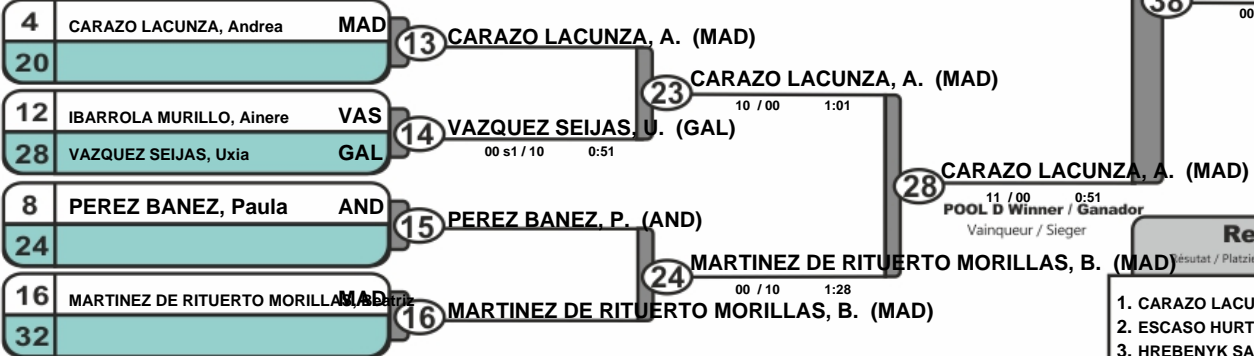 4 CARAZO LACUNZA, Andrea MAD
20
13 CARAZO LACUNZA, A. (MAD)
12 IBARROLA MURILLO, Ainere VAS
28 VAZQUEZ SEIJAS, Uxia GAL
14 VAZQUEZ SEIJAS, U. (GAL)
00 s1 / 10 0:51
23 CARAZO LACUNZA, A. (MAD)
10 / 00 1:01
8 PEREZ BANEZ, Paula AND
24
15 PEREZ BANEZ, P. (AND)
16 MARTINEZ DE RITUERTO MORILLAS, Beatriz MAD
32
16 MARTINEZ DE RITUERTO MORILLAS, B. (MAD)
24 MARTINEZ DE RITUERTO MORILLAS, B. (MAD)
00 / 10 1:28
28 CARAZO LACUNZA, A. (MAD)
11 / 00 0:51
POOL D Winner / Ganador
Vainqueur / Sieger
38
00
Re
Résutat / Platzie
1. CARAZO LACU
2. ESCASO HURT
3. HREBENYK SA